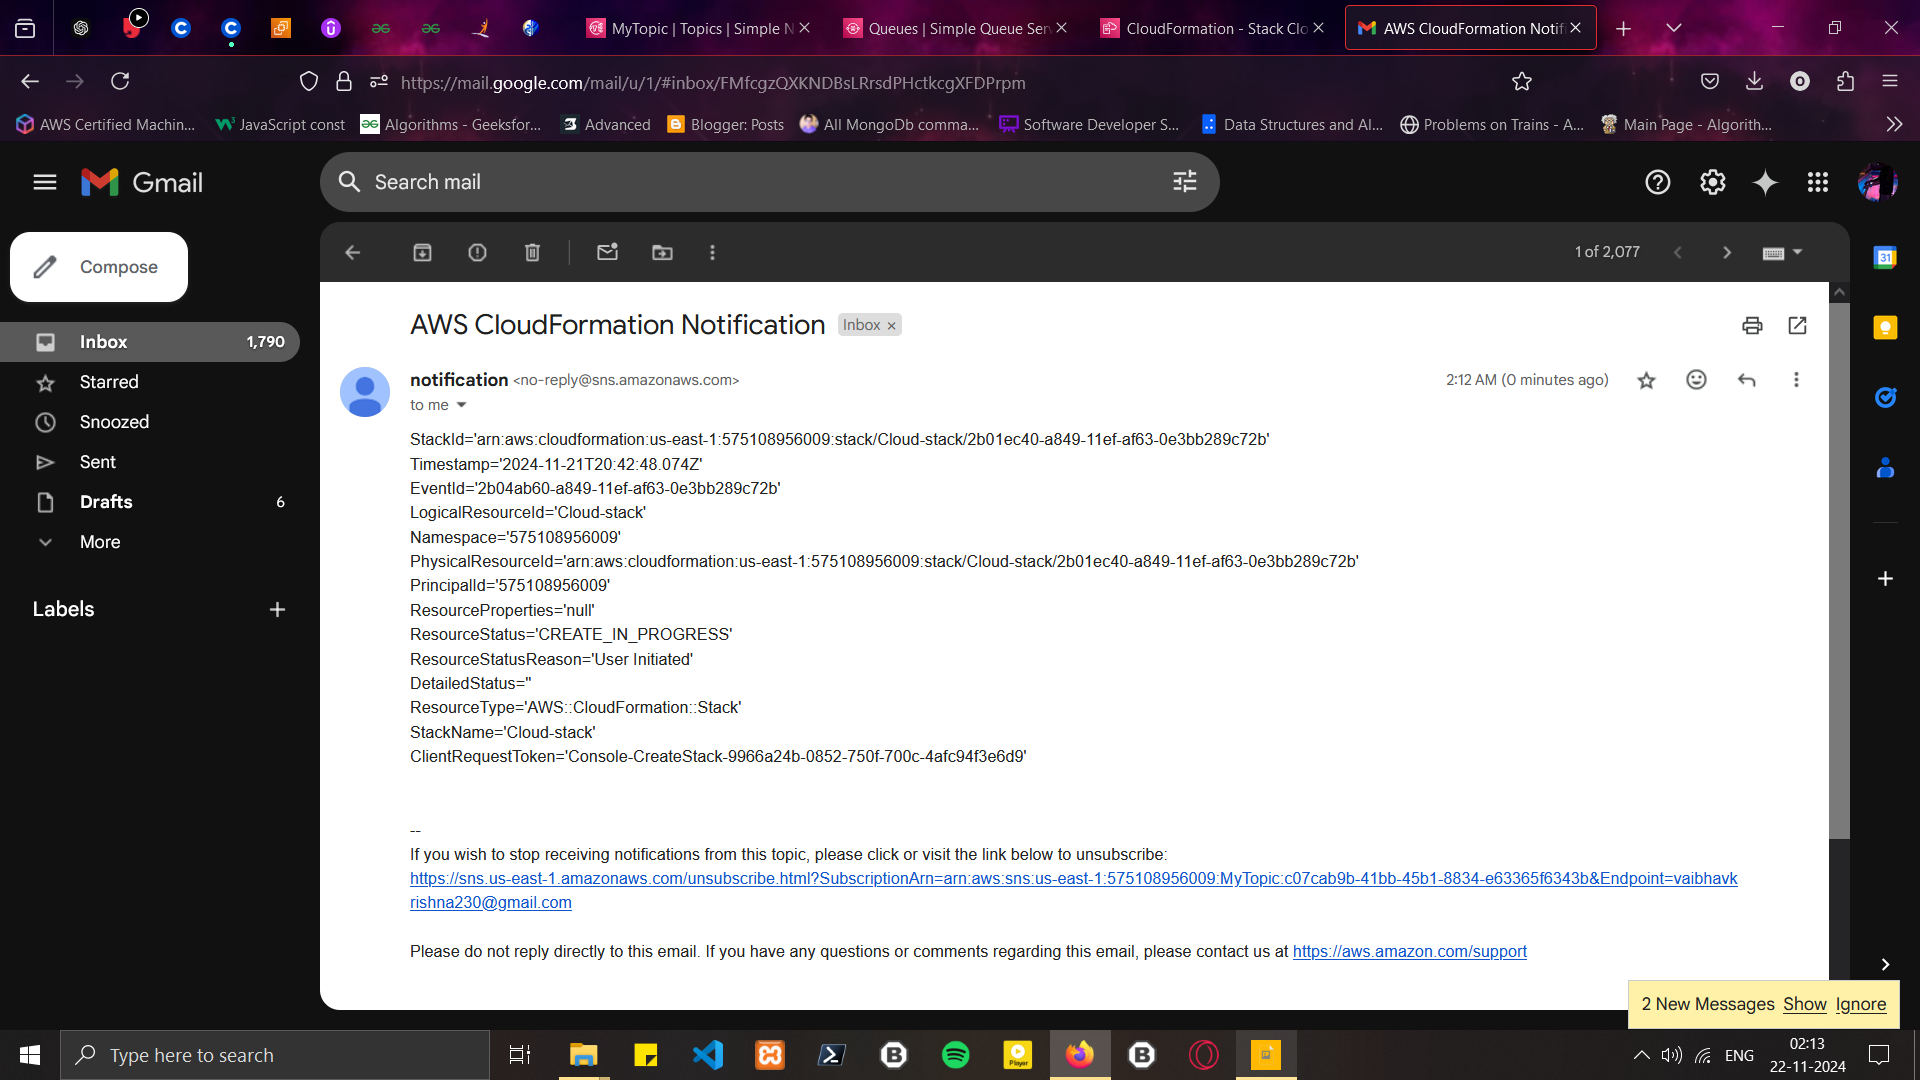 MyTopic | Topics | Simple N
Queues | Simple Queue Serv
CloudFormation - Stack Clo
AWS CloudFormation Notifi
https://mail.google.com/mail/u/1/#inbox/FMfcgzQXKNDBsLRrsdPHctkcgXFDPrpm
AWS Certified Machin...
JavaScript const
Algorithms - Geeksfor...
Advanced
Blogger: Posts
All MongoDb comma...
Software Developer S...
Data Structures and Al...
Problems on Trains - A...
Main Page - Algorith...
Gmail
Search mail
Compose
1 of 2,077
Inbox 1,790
Starred
Snoozed
Sent
Drafts 6
More
Labels
AWS CloudFormation Notification Inbox ×
notification <no-reply@sns.amazonaws.com>
2:12 AM (0 minutes ago)
to me
StackId='arn:aws:cloudformation:us-east-1:575108956009:stack/Cloud-stack/2b01ec40-a849-11ef-af63-0e3bb289c72b'
Timestamp='2024-11-21T20:42:48.074Z'
EventId='2b04ab60-a849-11ef-af63-0e3bb289c72b'
LogicalResourceId='Cloud-stack'
Namespace='575108956009'
PhysicalResourceId='arn:aws:cloudformation:us-east-1:575108956009:stack/Cloud-stack/2b01ec40-a849-11ef-af63-0e3bb289c72b'
PrincipalId='575108956009'
ResourceProperties='null'
ResourceStatus='CREATE_IN_PROGRESS'
ResourceStatusReason='User Initiated'
DetailedStatus=''
ResourceType='AWS::CloudFormation::Stack'
StackName='Cloud-stack'
ClientRequestToken='Console-CreateStack-9966a24b-0852-750f-700c-4afc94f3e6d9'
--
If you wish to stop receiving notifications from this topic, please click or visit the link below to unsubscribe:
https://sns.us-east-1.amazonaws.com/unsubscribe.html?SubscriptionArn=arn:aws:sns:us-east-1:575108956009:MyTopic:c07cab9b-41bb-45b1-8834-e63365f6343b&Endpoint=vaibhavk
rishna230@gmail.com
Please do not reply directly to this email. If you have any questions or comments regarding this email, please contact us at https://aws.amazon.com/support
2 New Messages Show Ignore
Type here to search
ENG
02:13
22-11-2024